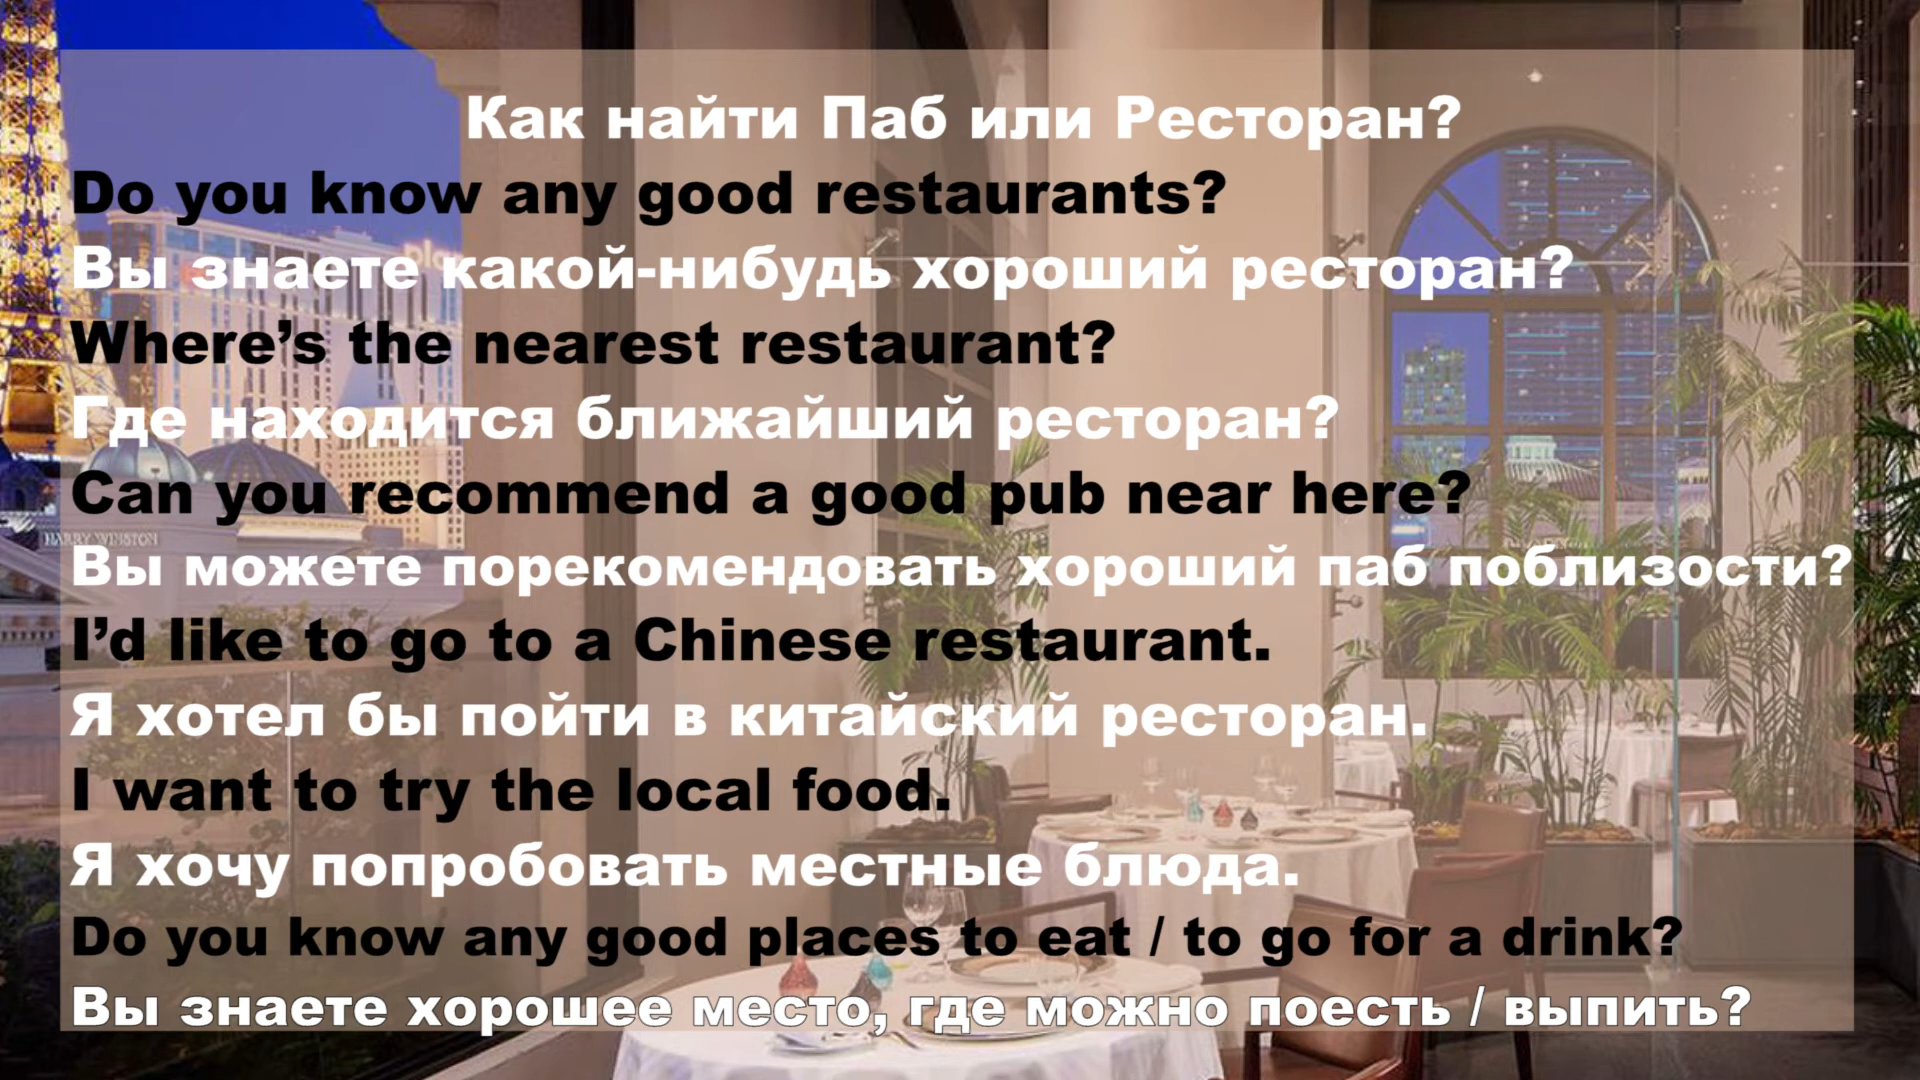 Как найти Паб или Ресторан?
Do you know any good restaurants?
Вы знаете какой-нибудь хороший ресторан?
Where’s the nearest restaurant?
Где находится ближайший ресторан?
Can you recommend a good pub near here?
Вы можете порекомендовать хороший паб поблизости?
I’d like to go to a Chinese restaurant.
Я хотел бы пойти в китайский ресторан.
I want to try the local food.
Я хочу попробовать местные блюда.
Do you know any good places to eat / to go for a drink?
Вы знаете хорошее место, где можно поесть / выпить?
HARRY WINSTON